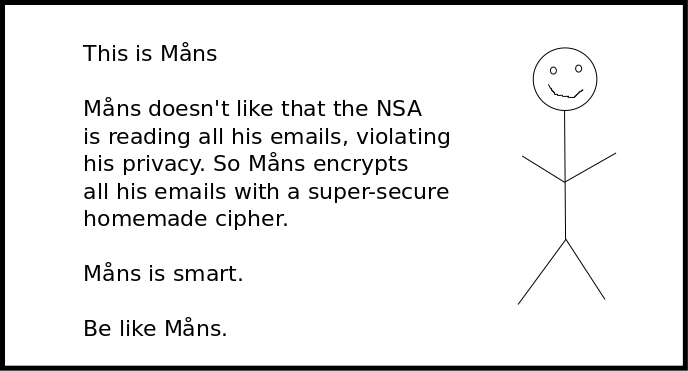 This is Måns
Måns doesn't like that the NSA
is reading all his emails, violating
his privacy. So Måns encrypts
all his emails with a super-secure
homemade cipher.
Måns is smart.
Be like Måns.